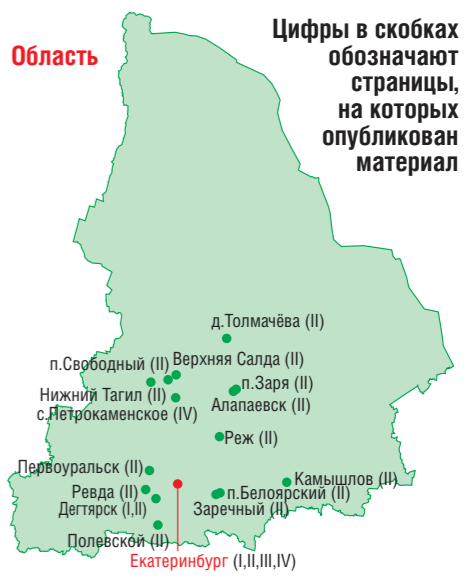 Область
Цифры в скобках
обозначают
страницы,
на которых
опубликован
материал
д.Толмачёва (II)
п.Свободный (II)
Верхняя Салда (II)
Нижний Тагил (II)
п.Заря (II)
с.Петрокаменское (IV)
Алапаевск (II)
Реж (II)
Первоуральск (II)
Камышлов (II)
Ревда (II)
п.Белоярский (II)
Дегтярск (I,II)
Заречный (II)
Полевской (II)
Екатеринбург (I,II,III,IV)